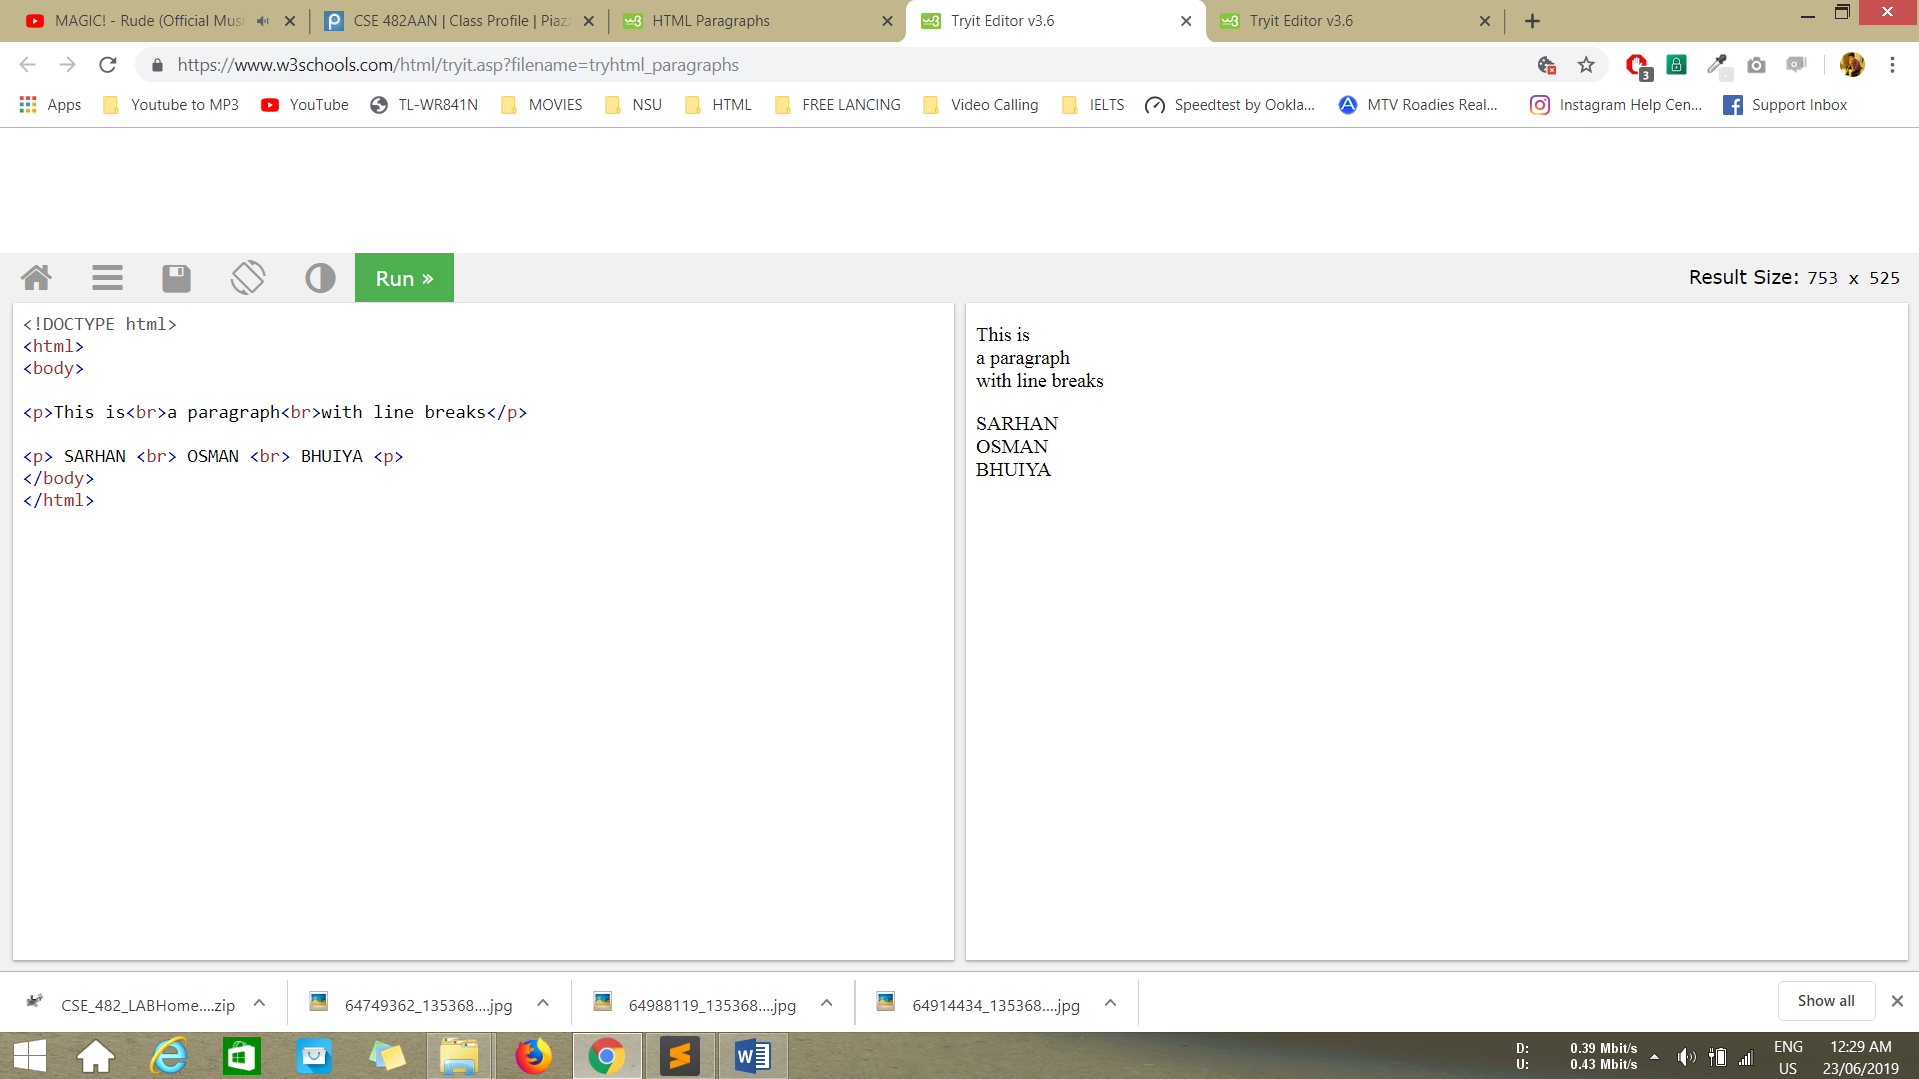 MAGIC! - Rude (Official Mus
CSE 482AAN | Class Profile | Piaz
HTML Paragraphs
Tryit Editor v3.6
Tryit Editor v3.6
https://www.w3schools.com/html/tryit.asp?filename=tryhtml_paragraphs
3
Apps
Youtube to MP3
YouTube
TL-WR841N
MOVIES
NSU
HTML
FREE LANCING
Video Calling
IELTS
Speedtest by Ookla...
MTV Roadies Real...
Instagram Help Cen...
Support Inbox
Run »
Result Size: 753 x 525
<!DOCTYPE html>
<html>
<body>
<p>This is<br>a paragraph<br>with line breaks</p>
<p> SARHAN <br> OSMAN <br> BHUIYA <p>
</body>
</html>
This is
a paragraph
with line breaks
SARHAN
OSMAN
BHUIYA
CSE_482_LABHome....zip
64749362_135368....jpg
64988119_135368....jpg
64914434_135368....jpg
Show all
D: 0.39 Mbit/s
U: 0.43 Mbit/s
ENG
US
12:29 AM
23/06/2019